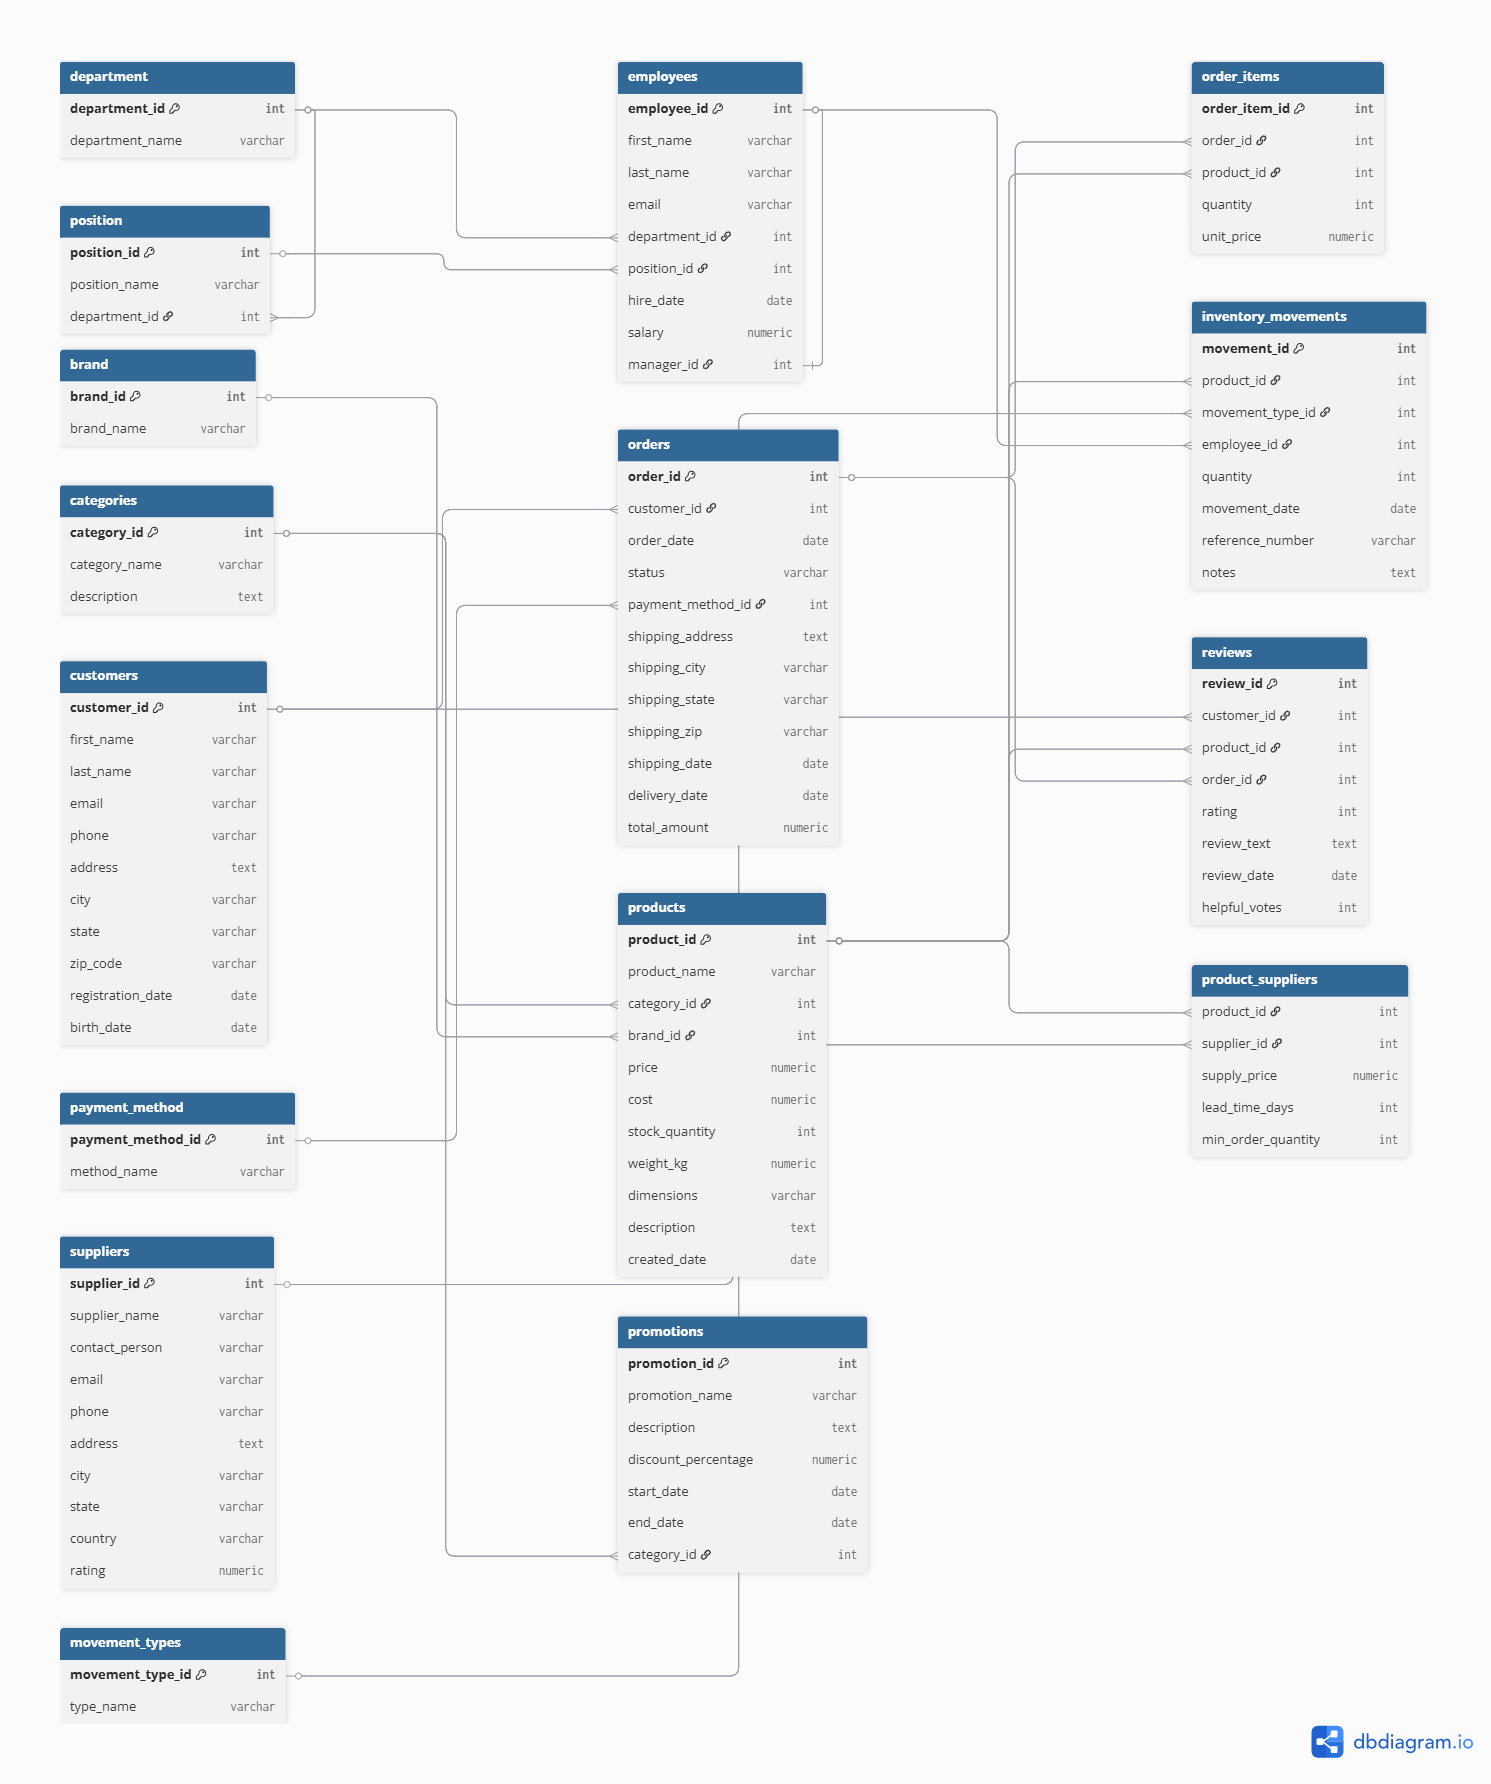 department
department_id int
department_name varchar
position
position_id int
position_name varchar
department_id int
brand
brand_id int
brand_name varchar
categories
category_id int
category_name varchar
description text
customers
customer_id int
first_name varchar
last_name varchar
email varchar
phone varchar
address text
city varchar
state varchar
zip_code varchar
registration_date date
birth_date date
payment_method
payment_method_id int
method_name varchar
suppliers
supplier_id int
supplier_name varchar
contact_person varchar
email varchar
phone varchar
address text
city varchar
state varchar
country varchar
rating numeric
movement_types
movement_type_id int
type_name varchar
employees
employee_id int
first_name varchar
last_name varchar
email varchar
department_id int
position_id int
hire_date date
salary numeric
manager_id int
orders
order_id int
customer_id int
order_date date
status varchar
payment_method_id int
shipping_address text
shipping_city varchar
shipping_state varchar
shipping_zip varchar
shipping_date date
delivery_date date
total_amount numeric
products
product_id int
product_name varchar
category_id int
brand_id int
price numeric
cost numeric
stock_quantity int
weight_kg numeric
dimensions varchar
description text
created_date date
promotions
promotion_id int
promotion_name varchar
description text
discount_percentage numeric
start_date date
end_date date
category_id int
order_items
order_item_id int
order_id int
product_id int
quantity int
unit_price numeric
inventory_movements
movement_id int
product_id int
movement_type_id int
employee_id int
quantity int
movement_date date
reference_number varchar
notes text
reviews
review_id int
customer_id int
product_id int
order_id int
rating int
review_text text
review_date date
helpful_votes int
product_suppliers
product_id int
supplier_id int
supply_price numeric
lead_time_days int
min_order_quantity int
dbdiagram.io